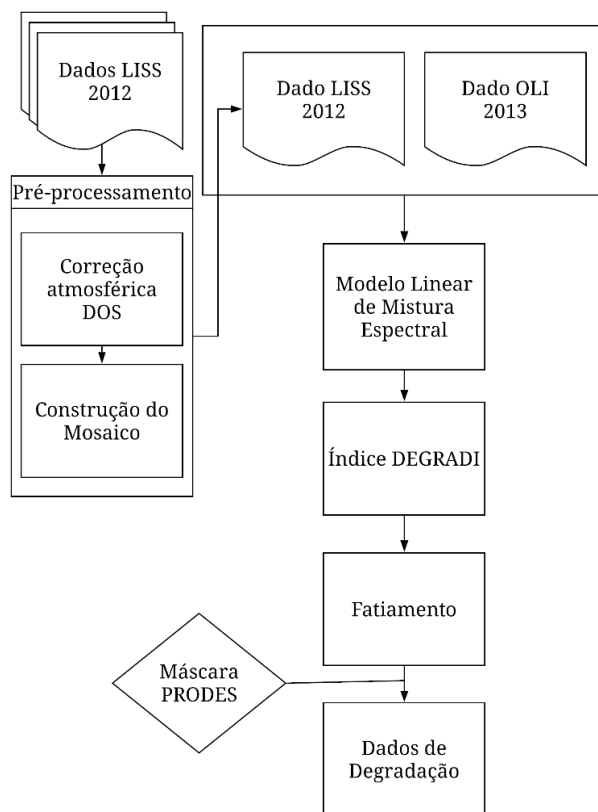 Dados LISS
2012
Pré-processamento
Correção
atmosférica
DOS
Construção do
Mosaico
Dado LISS
2012
Dado OLI
2013
Modelo Linear
de Mistura
Espectral
Índice DEGRADI
Fatiamento
Máscara
PRODES
Dados de
Degradação